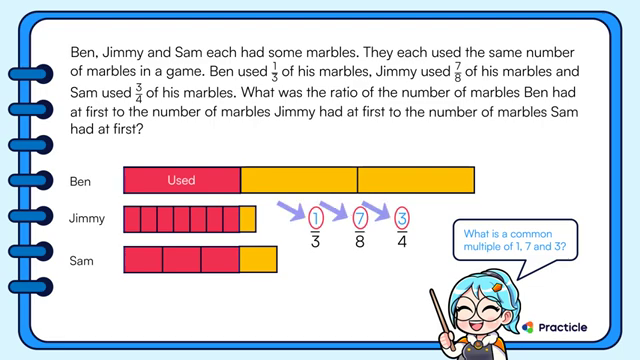 Ben, Jimmy and Sam each had some marbles. They each used the same number
of marbles in a game. Ben used 1/3 of his marbles, Jimmy used 7/8 of his marbles and
Sam used 3/4 of his marbles. What was the ratio of the number of marbles Ben had
at first to the number of marbles Jimmy had at first to the number of marbles Sam
had at first?
Ben
Used
Jimmy
1/3 7/8 3/4
Sam
What is a common
multiple of 1, 7 and 3?
Practicle